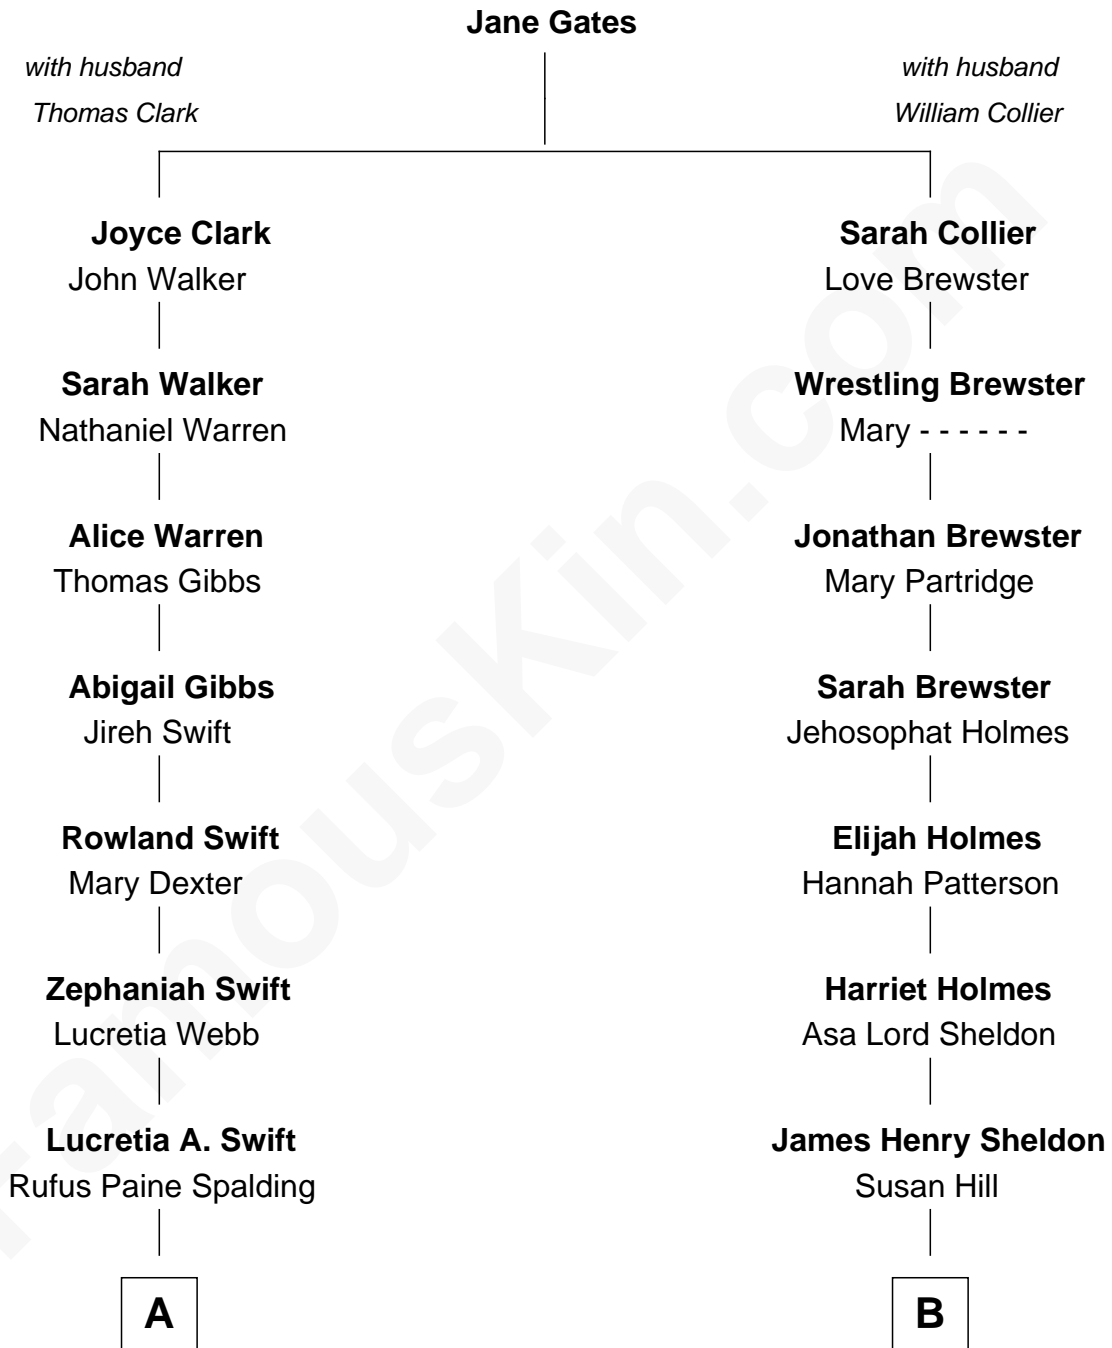 Jane Gates
with husband
Thomas Clark
with husband
William Collier
Joyce Clark
John Walker
Sarah Collier
Love Brewster
Sarah Walker
Nathaniel Warren
Wrestling Brewster
Mary - - - - - -
Alice Warren
Thomas Gibbs
Jonathan Brewster
Mary Partridge
Abigail Gibbs
Jireh Swift
Sarah Brewster
Jehosophat Holmes
Rowland Swift
Mary Dexter
Elijah Holmes
Hannah Patterson
Zephaniah Swift
Lucretia Webb
Harriet Holmes
Asa Lord Sheldon
Lucretia A. Swift
Rufus Paine Spalding
James Henry Sheldon
Susan Hill
A
B
FamousKin.com